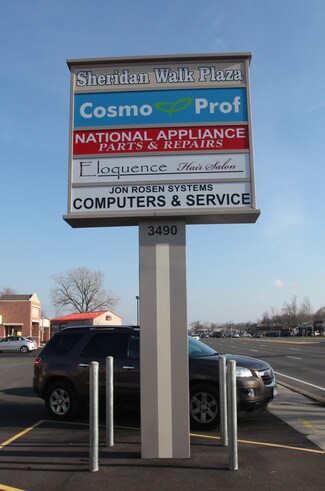 Sheridan Walk Plaza
Cosmo Prof
NATIONAL APPLIANCE
PARTS & REPAIRS
Eloquence Hair Salon
JON ROSEN SYSTEMS
COMPUTERS & SERVICE
3490